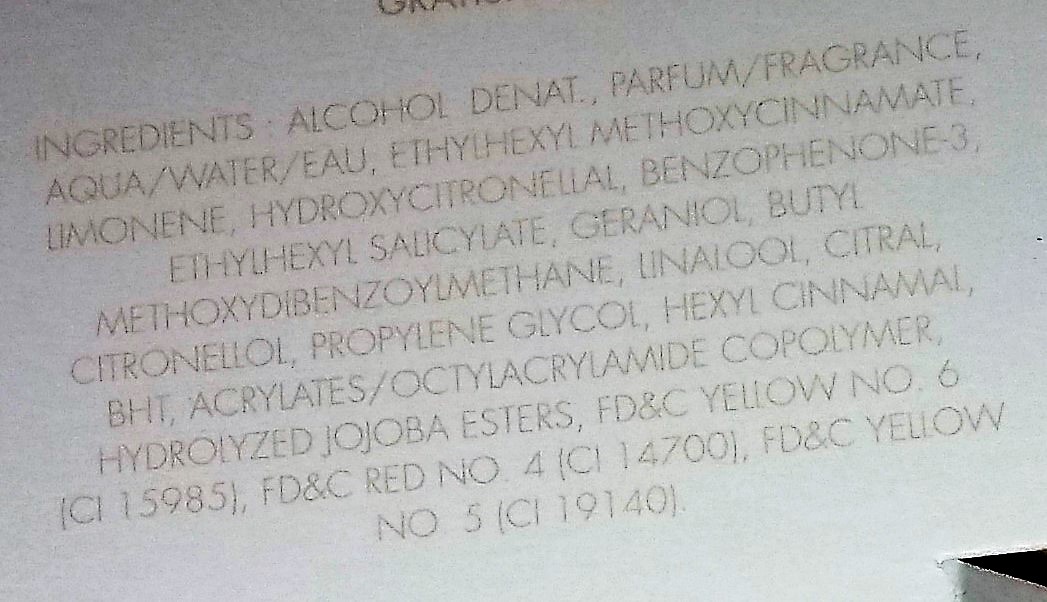 INGREDIENTS : ALCOHOL DENAT., PARFUM/FRAGRANCE,
AQUA/WATER/EAU, ETHYLHEXYL METHOXYCINNAMATE,
LIMONENE, HYDROXYCITRONELLAL, BENZOPHENONE-3,
ETHYLHEXYL SALICYLATE, GERANIOL, BUTYL
METHOXYDIBENZOYLMETHANE, LINALOOL, CITRAL,
CITRONELLOL, PROPYLENE GLYCOL, HEXYL CINNAMAL,
BHT, ACRYLATES/OCTYLACRYLAMIDE COPOLYMER,
HYDROLYZED JOJOBA ESTERS, FD&C YELLOW NO. 6
(CI 15985), FD&C RED NO. 4 (CI 14700), FD&C YELLOW
NO. 5 (CI 19140).